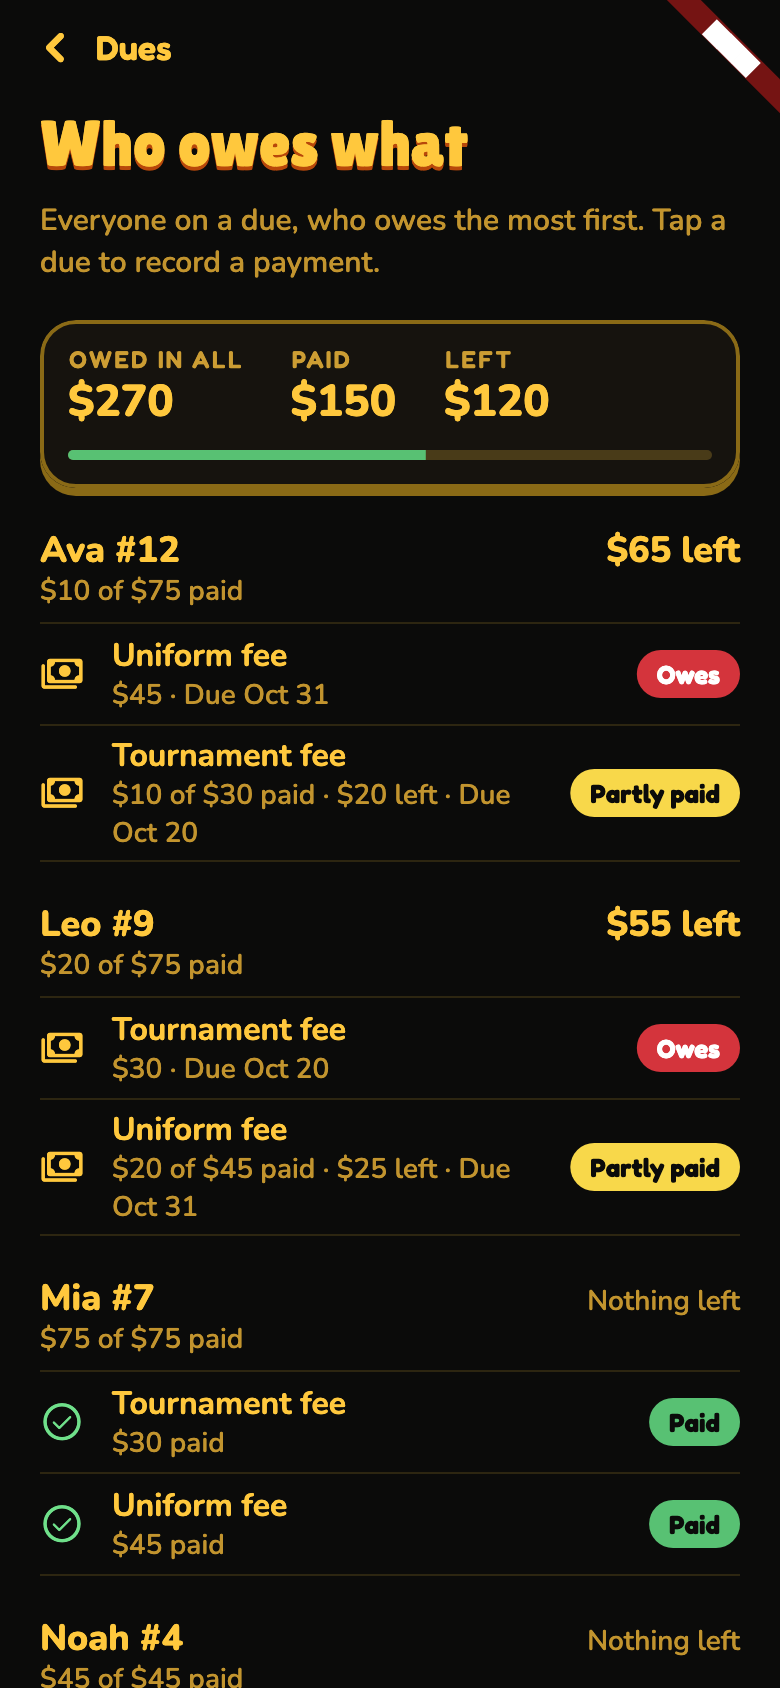 Dues
Who owes what
Everyone on a due, who owes the most first. Tap a
due to record a payment.
OWED IN ALL PAID LEFT
$270 $150 $120
Ava #12 $65 left
$10 of $75 paid
Uniform fee
$45 · Due Oct 31
Owes
Tournament fee
$10 of $30 paid · $20 left · Due
Oct 20
Partly paid
Leo #9 $55 left
$20 of $75 paid
Tournament fee
$30 · Due Oct 20
Owes
Uniform fee
$20 of $45 paid · $25 left · Due
Oct 31
Partly paid
Mia #7 Nothing left
$75 of $75 paid
Tournament fee
$30 paid
Paid
Uniform fee
$45 paid
Paid
Noah #4 Nothing left
$45 of $45 paid